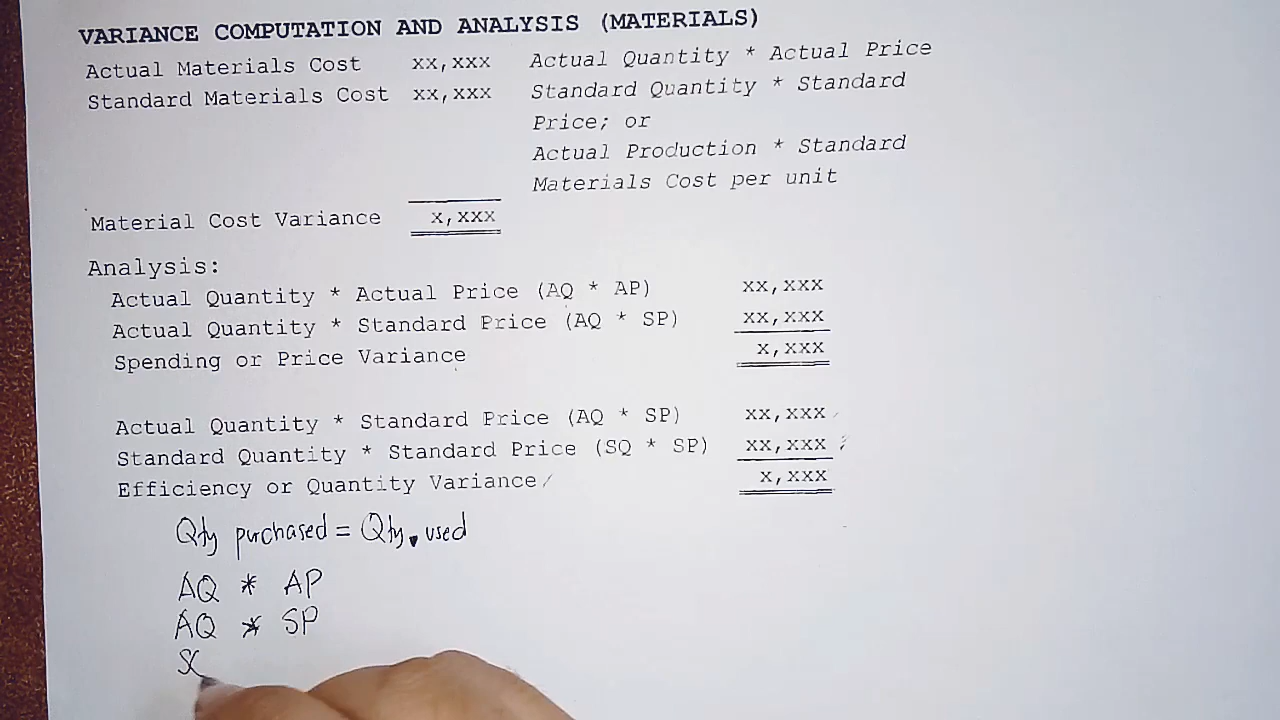 VARIANCE COMPUTATION AND ANALYSIS (MATERIALS)
Actual Materials Cost xx,xxx Actual Quantity * Actual Price
Standard Materials Cost xx,xxx Standard Quantity * Standard
Price; or
Actual Production * Standard
Materials Cost per unit
Material Cost Variance x,xxx
Analysis:
Actual Quantity * Actual Price (AQ * AP) xx,xxx
Actual Quantity * Standard Price (AQ * SP) xx,xxx
Spending or Price Variance x,xxx
Actual Quantity * Standard Price (AQ * SP) xx,xxx
Standard Quantity * Standard Price (SQ * SP) xx,xxx
Efficiency or Quantity Variance x,xxx
Qty purchased = Qty. used
AQ * AP
AQ * SP